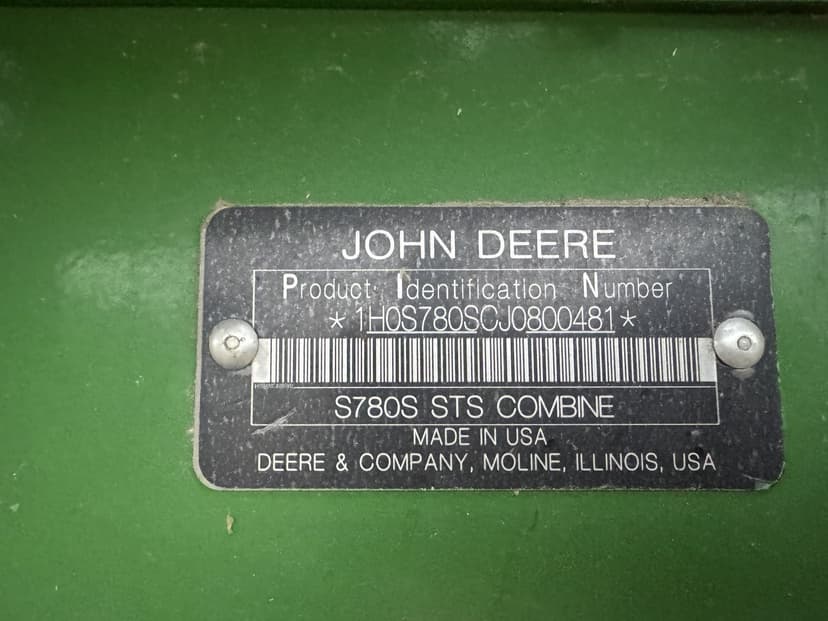 JOHN DEERE
Product Identification Number
*1H0S780SCJ0800481*
S780S STS COMBINE
MADE IN USA
DEERE & COMPANY, MOLINE, ILLINOIS, USA